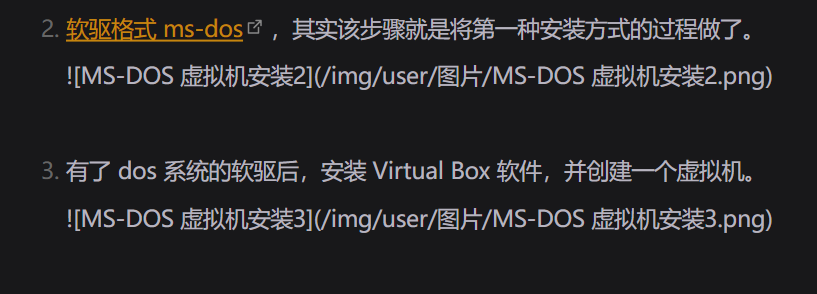 2. 软驱格式 ms-dos ，其实该步骤就是将第一种安装方式的过程做了。
![MS-DOS 虚拟机安装2](/img/user/图片/MS-DOS 虚拟机安装2.png)
3. 有了 dos 系统的软驱后，安装 Virtual Box 软件，并创建一个虚拟机。
![MS-DOS 虚拟机安装3](/img/user/图片/MS-DOS 虚拟机安装3.png)